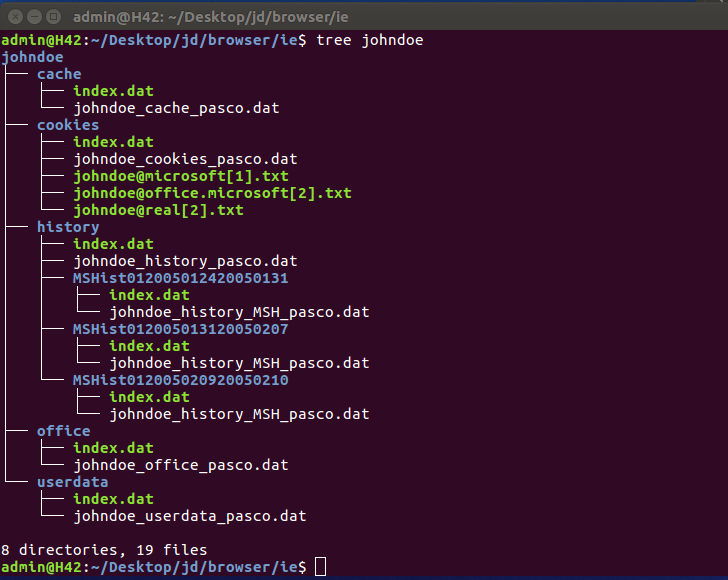 admin@H42: ~/Desktop/jd/browser/ie
admin@H42:~/Desktop/jd/browser/ie$ tree johndoe
johndoe
├── cache
│   ├── index.dat
│   └── johndoe_cache_pasco.dat
├── cookies
│   ├── index.dat
│   ├── johndoe_cookies_pasco.dat
│   ├── johndoe@microsoft[1].txt
│   ├── johndoe@office.microsoft[2].txt
│   └── johndoe@real[2].txt
├── history
│   ├── index.dat
│   ├── johndoe_history_pasco.dat
│   ├── MSHist012005012420050131
│   │   ├── index.dat
│   │   └── johndoe_history_MSH_pasco.dat
│   ├── MSHist012005013120050207
│   │   ├── index.dat
│   │   └── johndoe_history_MSH_pasco.dat
│   └── MSHist012005020920050210
│       ├── index.dat
│       └── johndoe_history_MSH_pasco.dat
├── office
│   ├── index.dat
│   └── johndoe_office_pasco.dat
└── userdata
    ├── index.dat
    └── johndoe_userdata_pasco.dat
8 directories, 19 files
admin@H42:~/Desktop/jd/browser/ie$